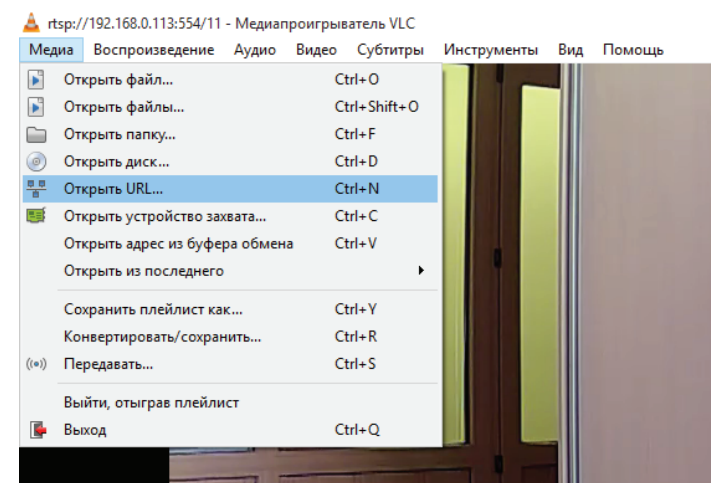 rtsp://192.168.0.113:554/11 - Медиапроигрыватель VLC
Медиа Воспроизведение Аудио Видео Субтитры Инструменты Вид Помощь
Открыть файл... Ctrl+O
Открыть файлы... Ctrl+Shift+O
Открыть папку... Ctrl+F
Открыть диск... Ctrl+D
Открыть URL... Ctrl+N
Открыть устройство захвата... Ctrl+C
Открыть адрес из буфера обмена Ctrl+V
Открыть из последнего
Сохранить плейлист как... Ctrl+Y
Конвертировать/сохранить... Ctrl+R
Передавать... Ctrl+S
Выйти, отыграв плейлист
Выход Ctrl+Q